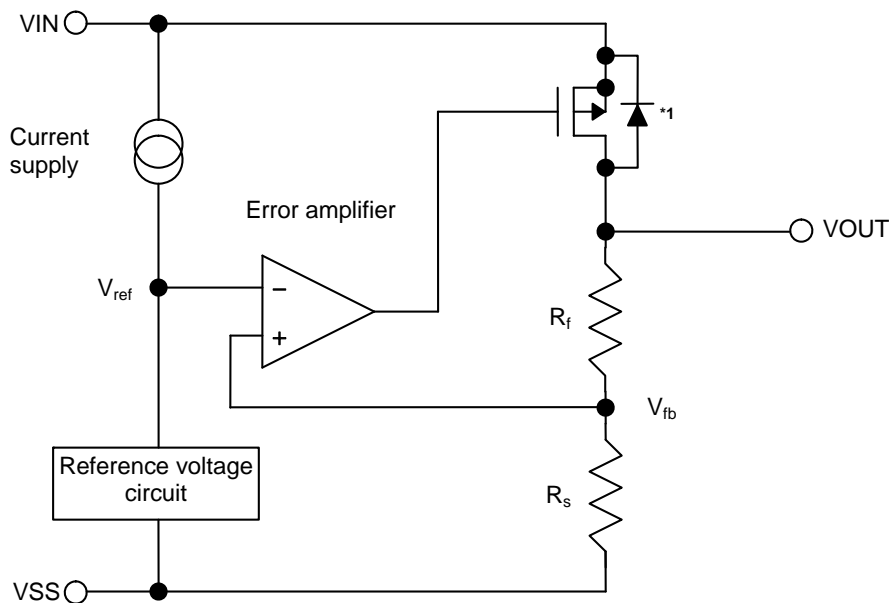 VIN
*1
Current
supply
Error amplifier
VOUT
Vref
−
+
Rf
Vfb
Reference voltage
circuit
Rs
VSS